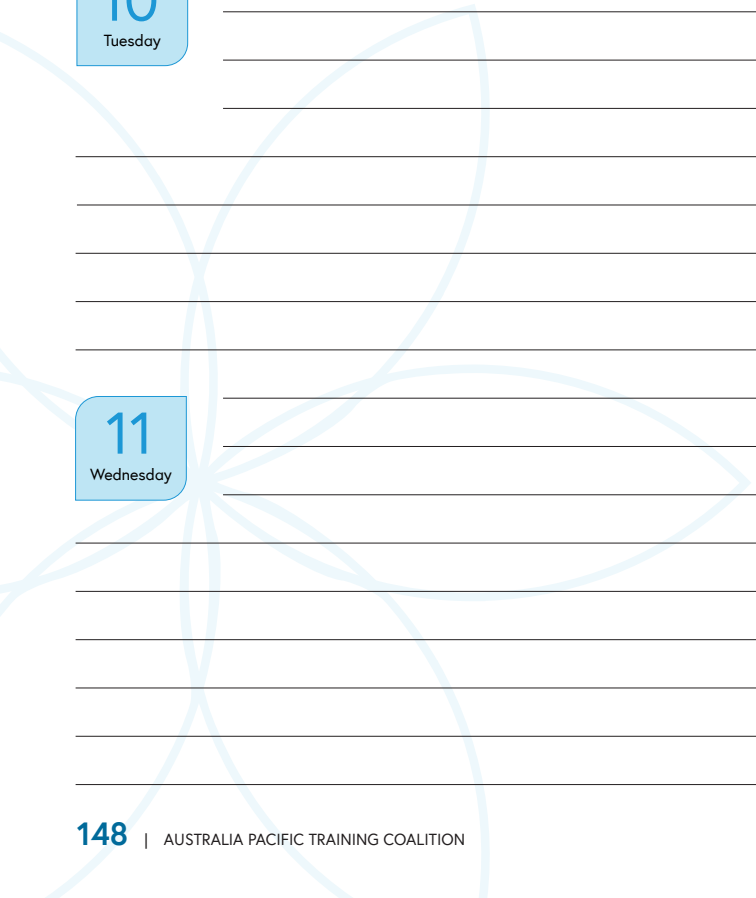 10
Tuesday
11
Wednesday
148 | AUSTRALIA PACIFIC TRAINING COALITION